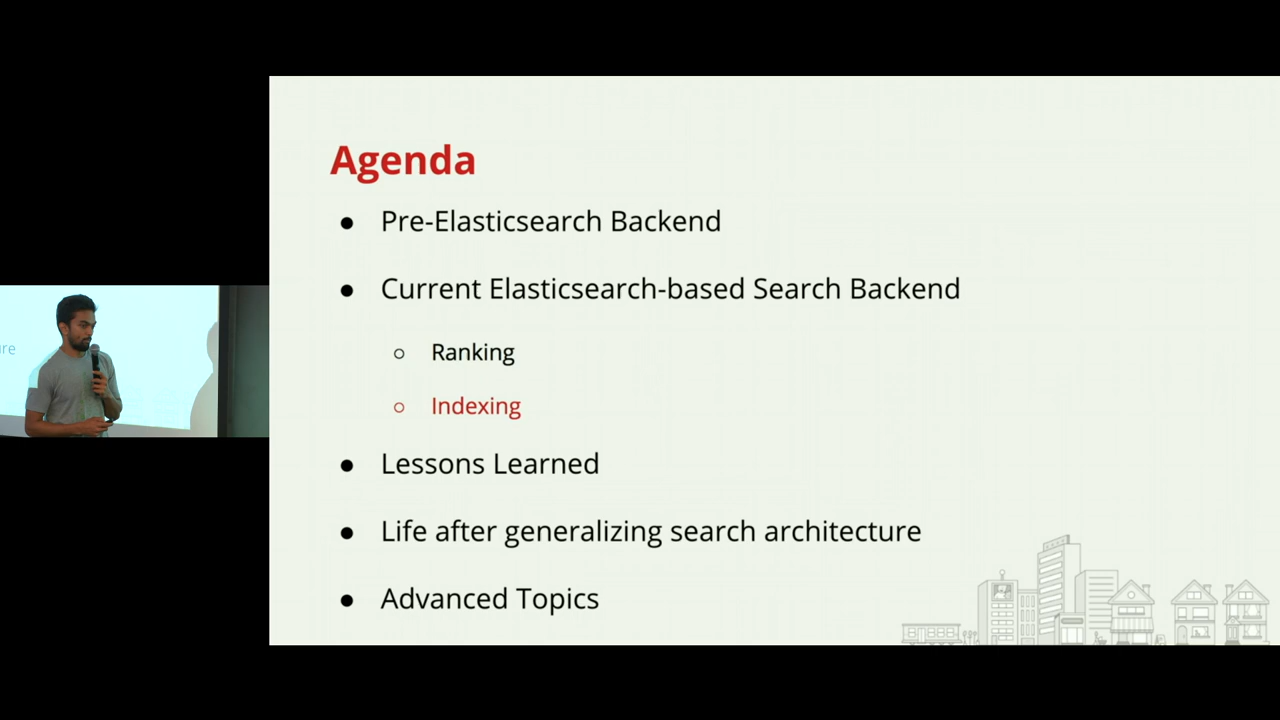 Agenda
● Pre-Elasticsearch Backend
● Current Elasticsearch-based Search Backend
○ Ranking
○ Indexing
● Lessons Learned
● Life after generalizing search architecture
● Advanced Topics